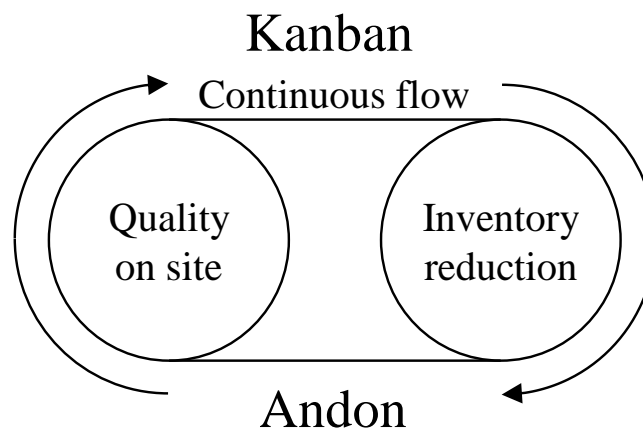 Kanban
Continuous flow
Quality
on site
Inventory
reduction
Andon